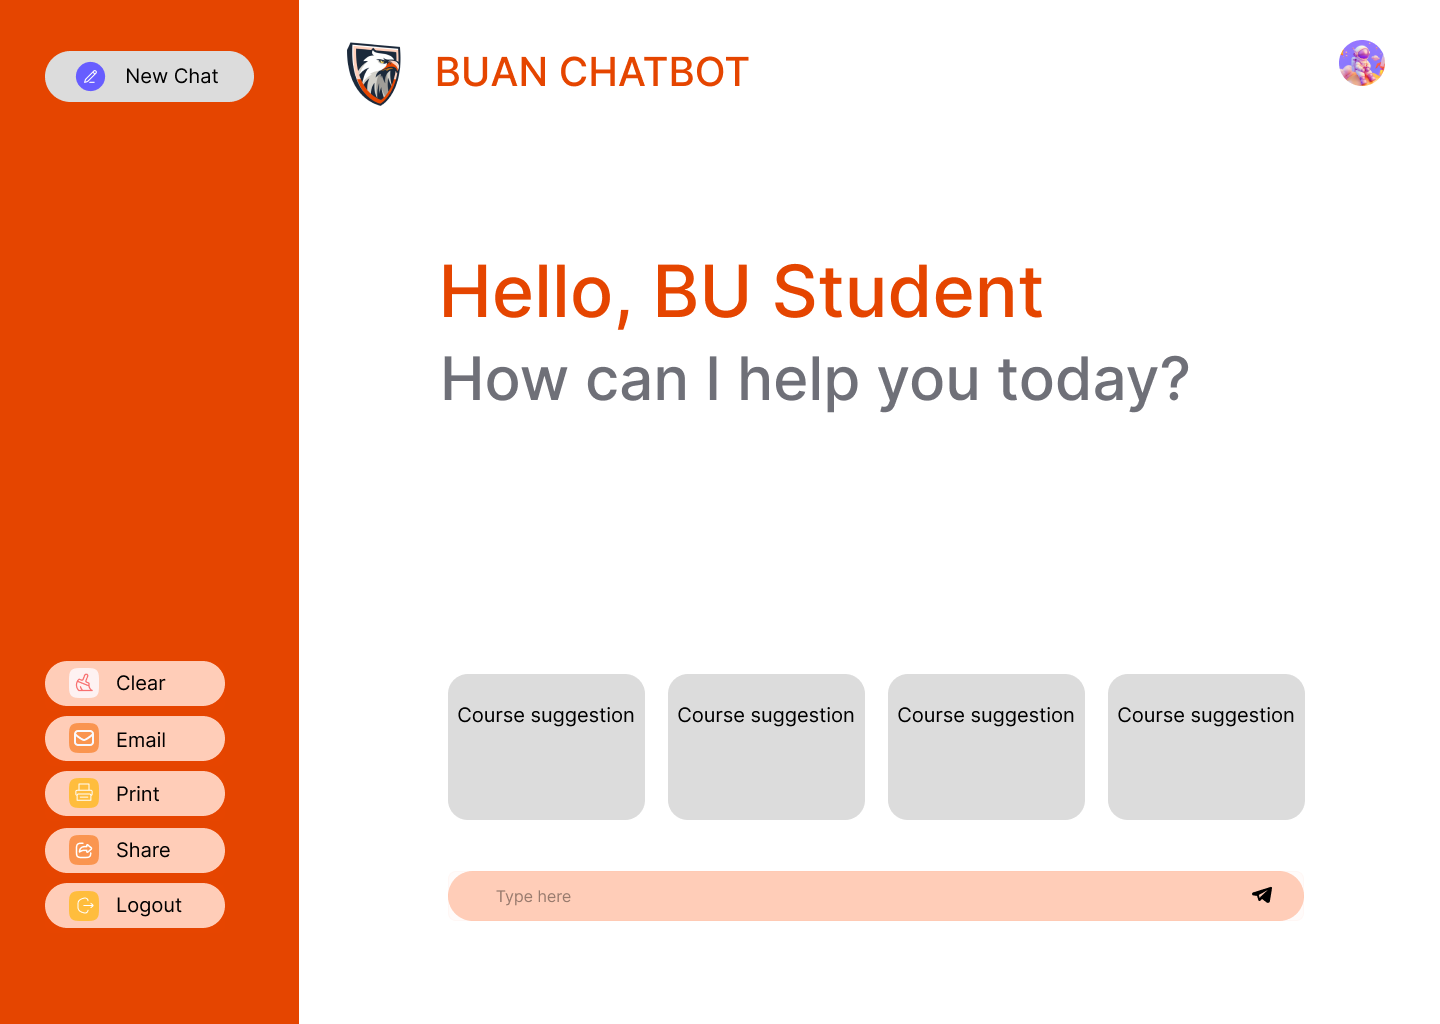 New Chat
BUAN CHATBOT
Hello, BU Student
How can I help you today?
Clear
Email
Print
Share
Logout
Course suggestion
Course suggestion
Course suggestion
Course suggestion
Type here